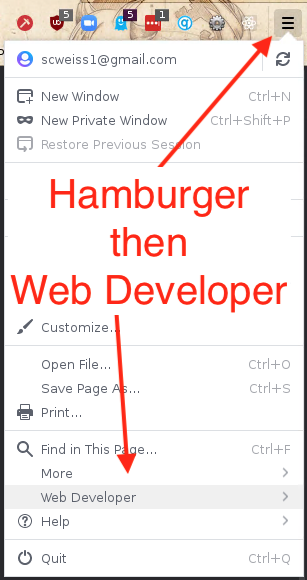 5 5 1
scweiss1@gmail.com
New Window Ctrl+N
New Private Window Ctrl+Shift+P
Restore Previous Session
Hamburger
then
Web Developer
Customize...
Open File... Ctrl+O
Save Page As... Ctrl+S
Print...
Find in This Page... Ctrl+F
More
Web Developer
Help
Quit Ctrl+Q